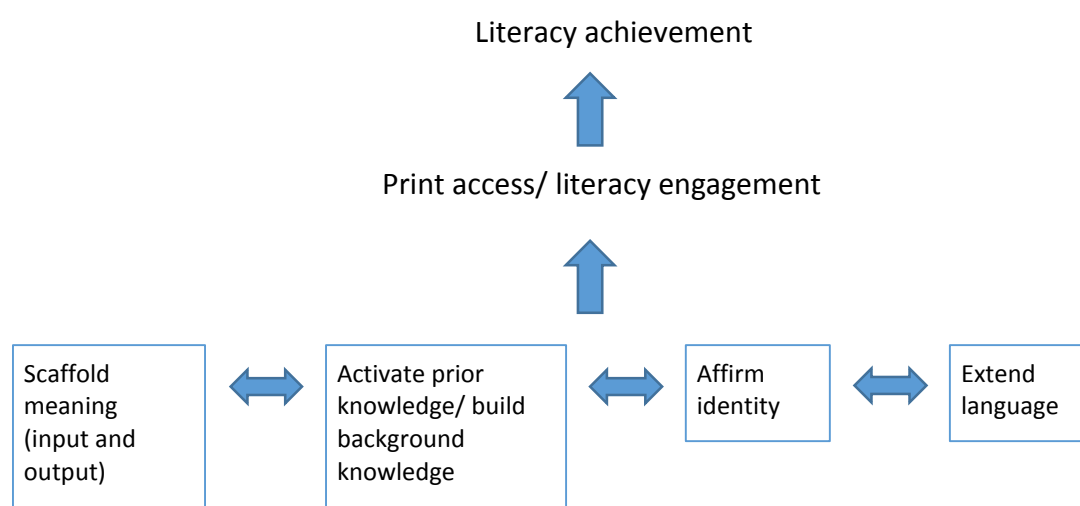 Literacy achievement
Print access/ literacy engagement
Scaffold
meaning
(input and
output)
Activate prior
knowledge/ build
background
knowledge
Affirm
identity
Extend
language